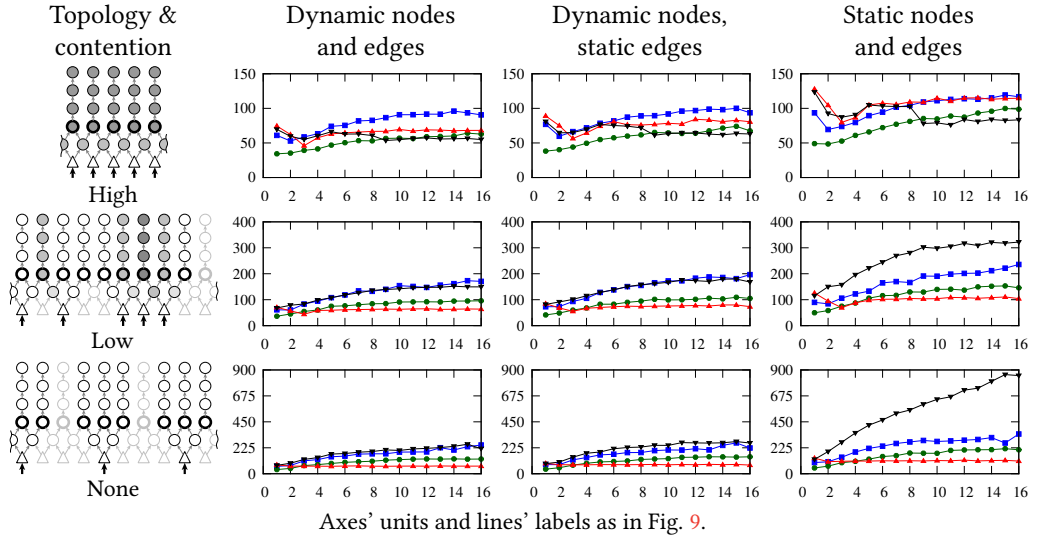 Topology & contention
Dynamic nodes and edges
Dynamic nodes, static edges
Static nodes and edges
High
150
100
50
0
0 2 4 6 8 10 12 14 16
150
100
50
0
0 2 4 6 8 10 12 14 16
150
100
50
0
0 2 4 6 8 10 12 14 16
Low
400
300
200
100
0
0 2 4 6 8 10 12 14 16
400
300
200
100
0
0 2 4 6 8 10 12 14 16
400
300
200
100
0
0 2 4 6 8 10 12 14 16
None
900
675
450
225
0
0 2 4 6 8 10 12 14 16
900
675
450
225
0
0 2 4 6 8 10 12 14 16
900
675
450
225
0
0 2 4 6 8 10 12 14 16
Axes' units and lines' labels as in Fig. 9.